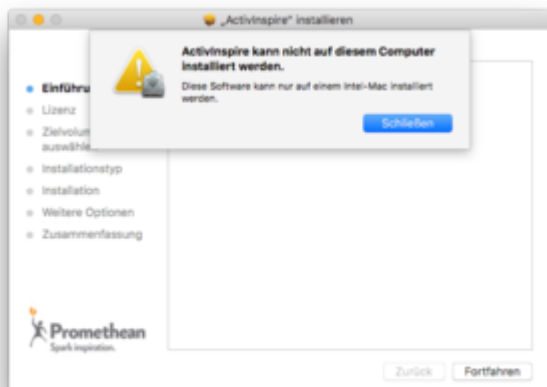 „ActivInspire" installieren
ActivInspire kann nicht auf diesem Computer
installiert werden.
Diese Software kann nur auf einem Intel-Mac installiert
werden.
Schließen
Einführu
Lizenz
Zielvolum
auswähle
Installationstyp
Installation
Weitere Optionen
Zusammenfassung
Promethean
Spark inspiration.
Zurück
Fortfahren